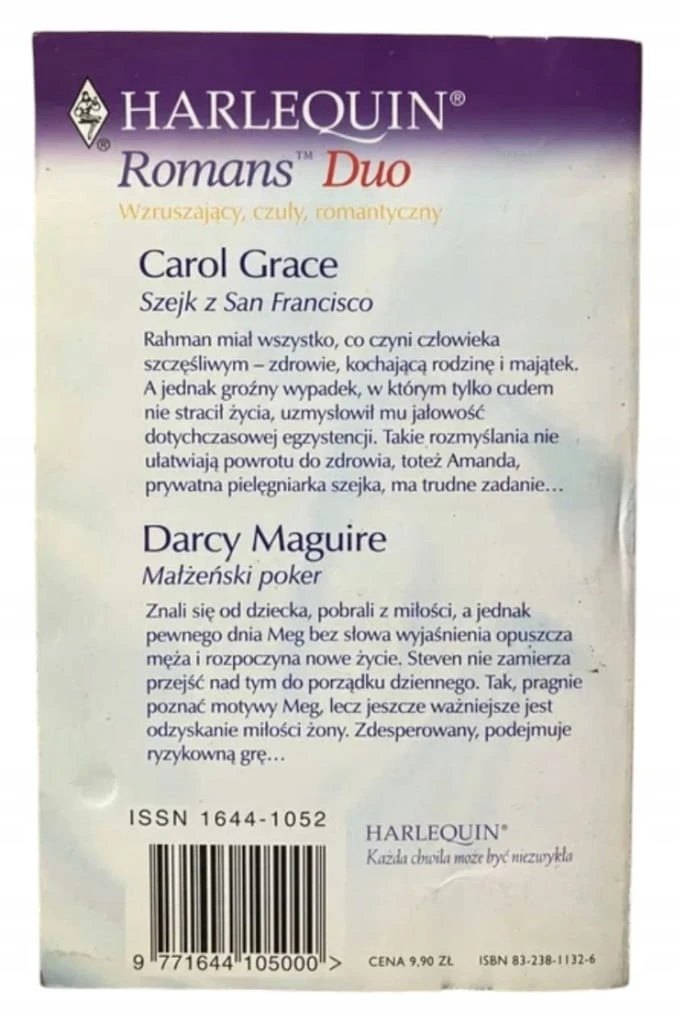 HARLEQUIN®
®
Romans™ Duo
Wzruszający, czuły, romantyczny
Carol Grace
Szejk z San Francisco
Rahman miał wszystko, co czyni człowieka
szczęśliwym – zdrowie, kochającą rodzinę i majątek.
A jednak groźny wypadek, w którym tylko cudem
nie stracił życia, uzmysłowił mu jałowość
dotychczasowej egzystencji. Takie rozmyślania nie
ułatwiają powrotu do zdrowia, toteż Amanda,
prywatna pielęgniarka szejka, ma trudne zadanie…
Darcy Maguire
Małżeński poker
Znali się od dziecka, pobrali z miłości, a jednak
pewnego dnia Meg bez słowa wyjaśnienia opuszcza
męża i rozpoczyna nowe życie. Steven nie zamierza
przejść nad tym do porządku dziennego. Tak, pragnie
poznać motywy Meg, lecz jeszcze ważniejsze jest
odzyskanie miłości żony. Zdesperowany, podejmuje
ryzykowną grę…
ISSN 1644-1052
HARLEQUIN®
Każda chwila może być niezwykła
9 771644 105000 >
CENA 9,90 ZŁ ISBN 83-238-1132-6